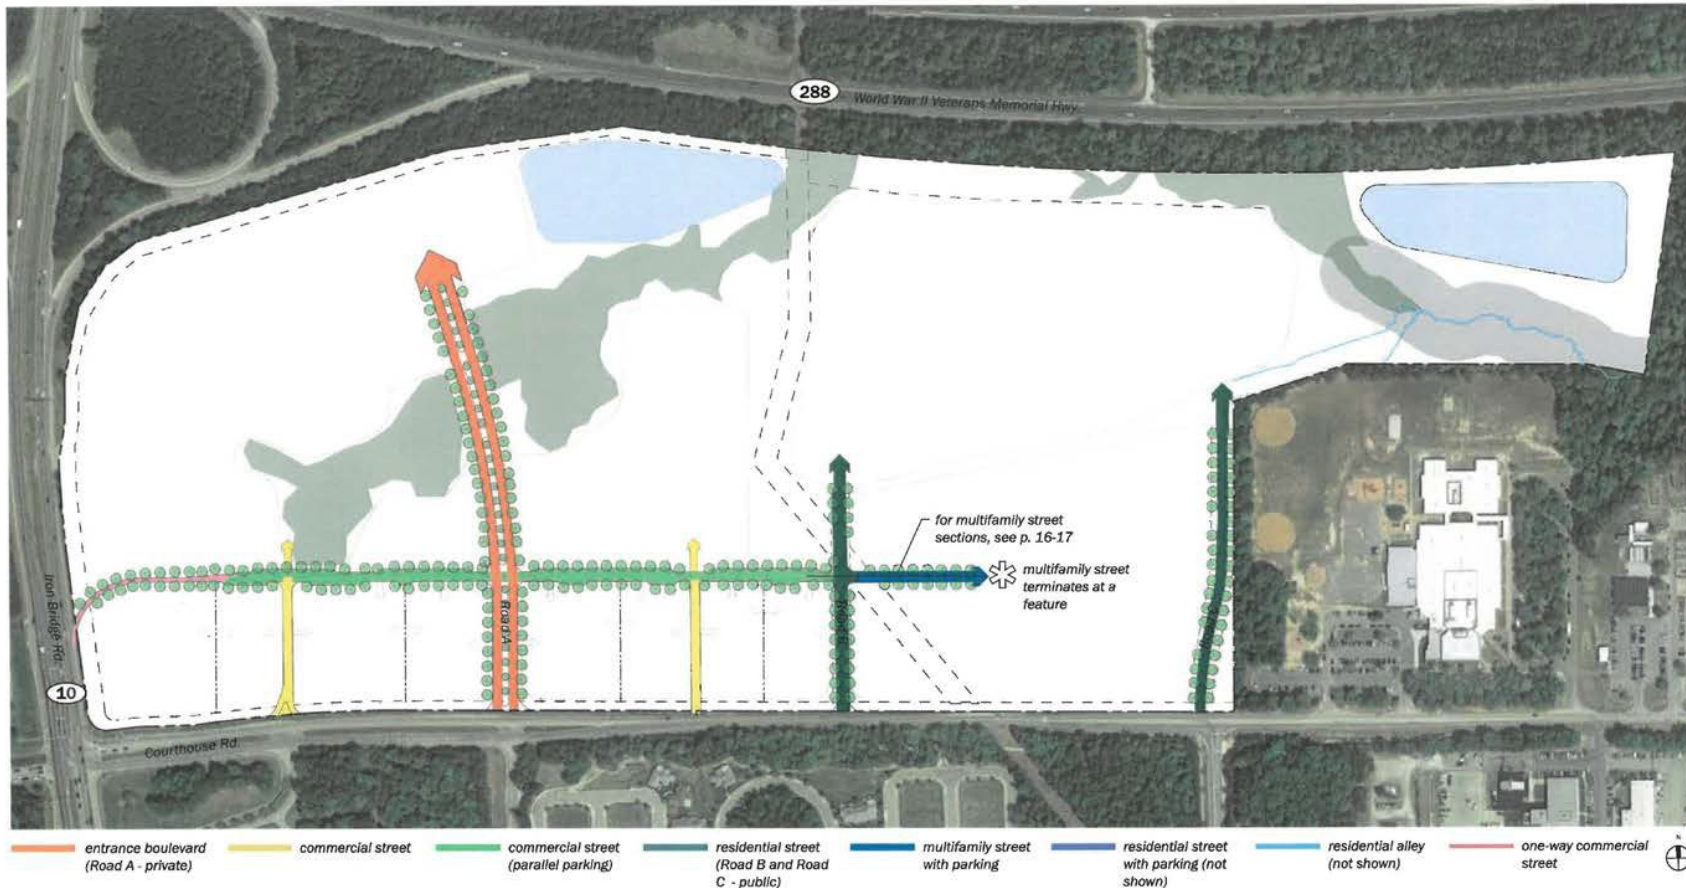 288
World War II Veterans Memorial Hwy.
for multifamily street
sections, see p. 16-17
multifamily street
terminates at a
feature
Iron Bridge Rd.
Road A
10
Courthouse Rd.
entrance boulevard
(Road A - private)
commercial street
commercial street
(parallel parking)
residential street
(Road B and Road
C - public)
multifamily street
with parking
residential street
with parking (not
shown)
residential alley
(not shown)
one-way commercial
street